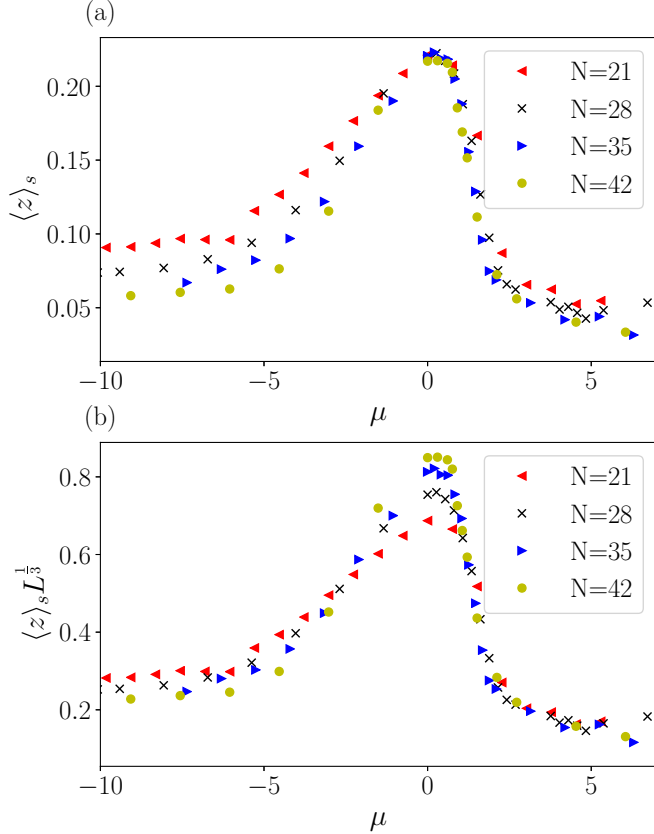 (a)
0.20
0.15
0.10
0.05
⟨z⟩ₛ
N=21
N=28
N=35
N=42
−10
−5
0
5
μ
(b)
0.8
0.6
0.4
0.2
⟨z⟩ₛL^{1/3}
N=21
N=28
N=35
N=42
−10
−5
0
5
μ